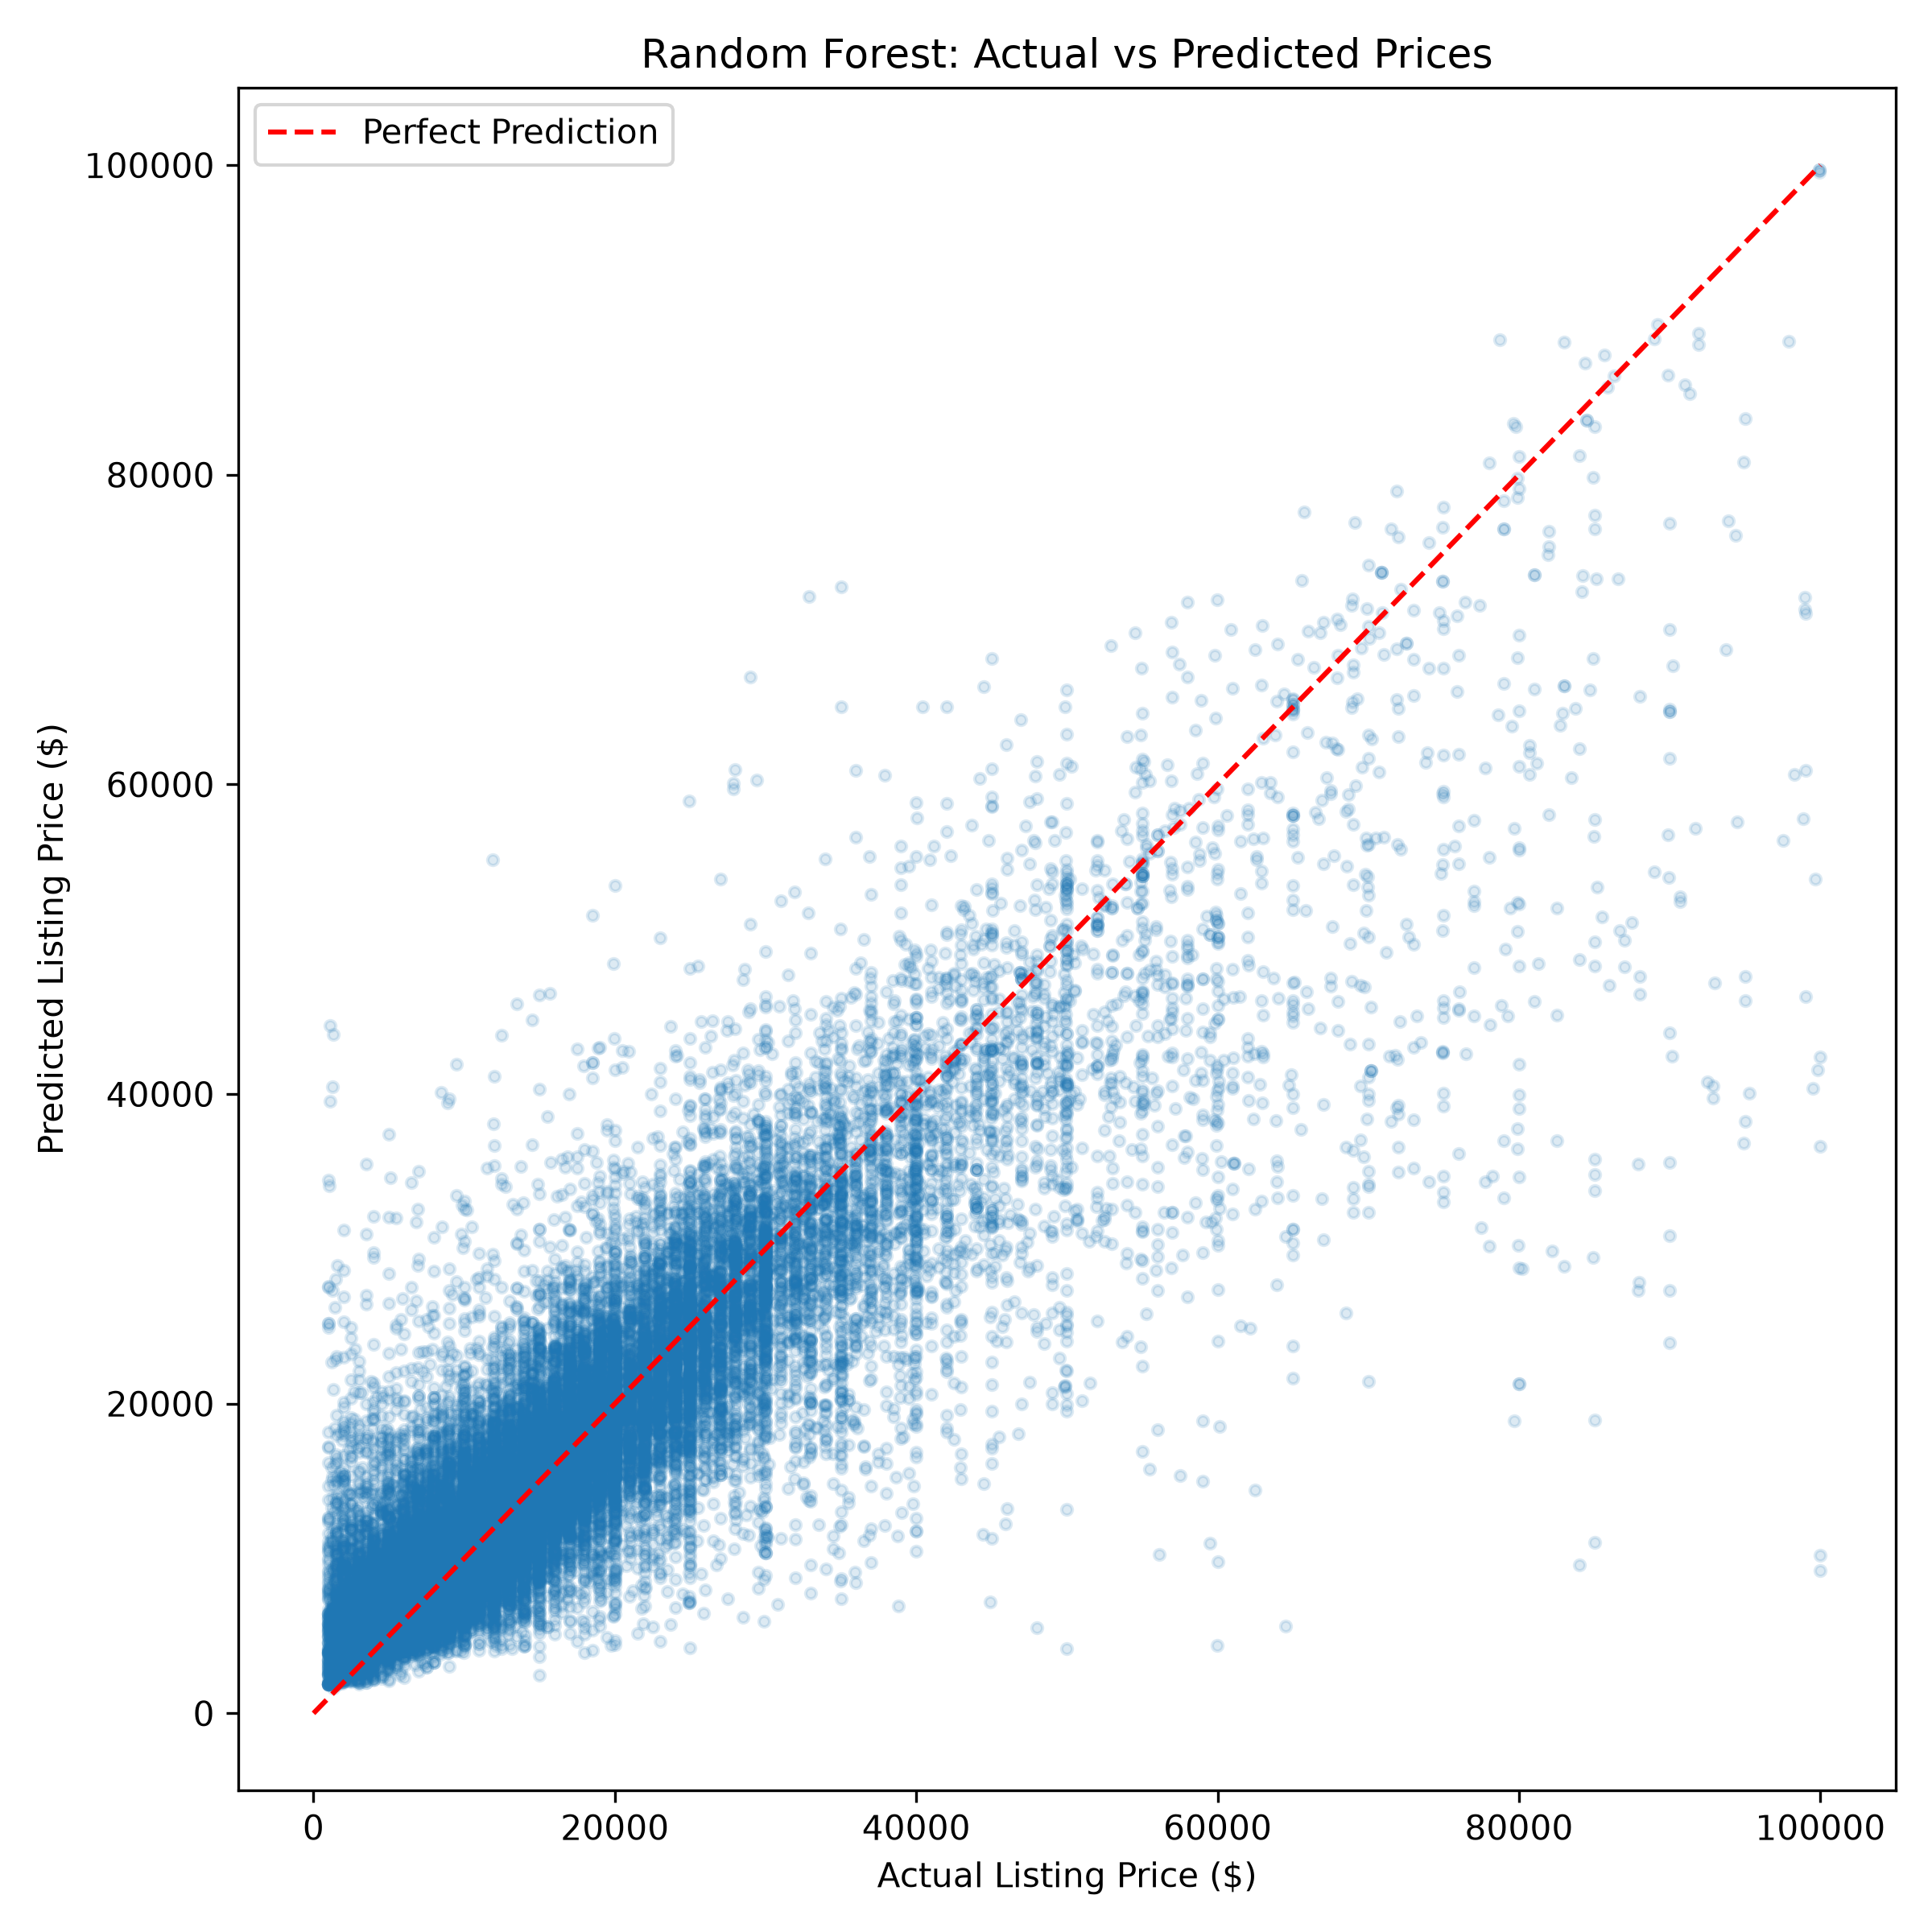 Random Forest: Actual vs Predicted Prices
Perfect Prediction
100000
80000
60000
40000
20000
0
Predicted Listing Price ($)
0 20000 40000 60000 80000 100000
Actual Listing Price ($)